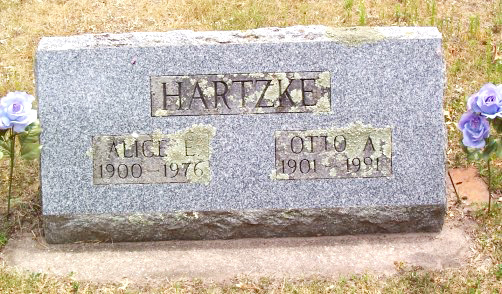 HARTZKE
ALICE E.
1900 - 1976
OTTO A.
1901 - 1991